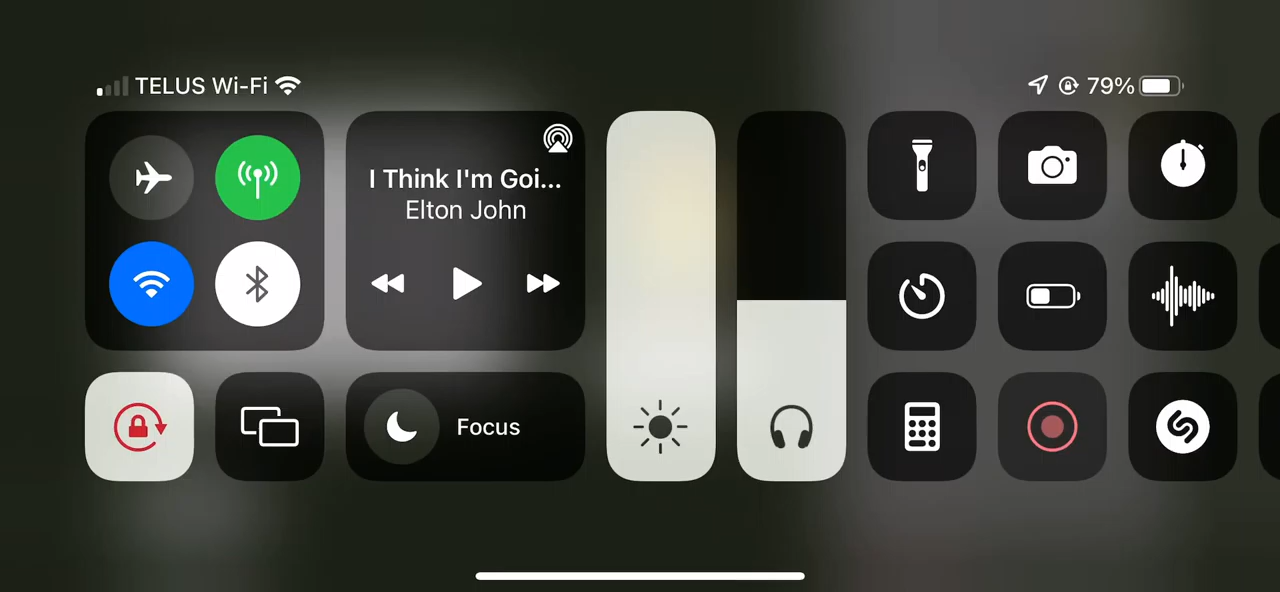 TELUS Wi-Fi
79%
I Think I'm Goi...
Elton John
Focus